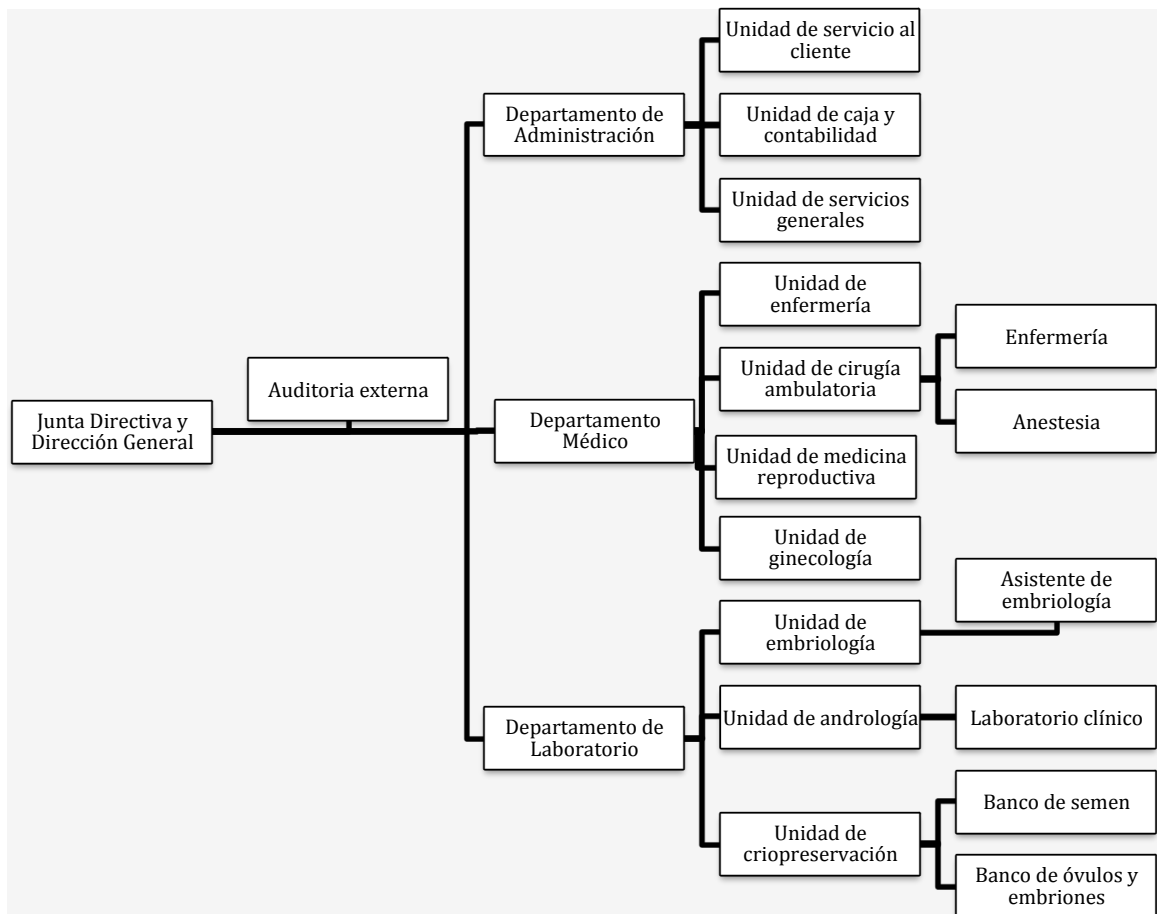 Unidad de servicio al
cliente
Departamento de
Administración
Unidad de caja y
contabilidad
Unidad de servicios
generales
Unidad de
enfermería
Enfermería
Unidad de cirugía
ambulatoria
Anestesia
Auditoria externa
Junta Directiva y
Dirección General
Departamento
Médico
Unidad de medicina
reproductiva
Unidad de
ginecología
Asistente de
embriología
Unidad de
embriología
Departamento de
Laboratorio
Unidad de andrología
Laboratorio clínico
Banco de semen
Unidad de
criopreservación
Banco de óvulos y
embriones